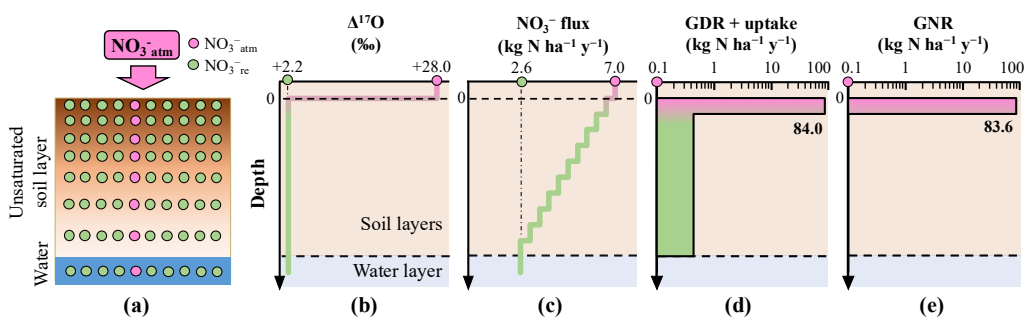 NO₃⁻atm
NO₃⁻atm
NO₃⁻re
Unsaturated
soil layer
Water
(a)
Δ¹⁷O
(‰)
+2.2
+28.0
0
Depth
Soil layers
Water layer
(b)
NO₃⁻ flux
(kg N ha⁻¹ y⁻¹)
2.6
7.0
0
(c)
GDR + uptake
(kg N ha⁻¹ y⁻¹)
0.1
1
10
100
0
84.0
(d)
GNR
(kg N ha⁻¹ y⁻¹)
0.1
1
10
100
0
83.6
(e)